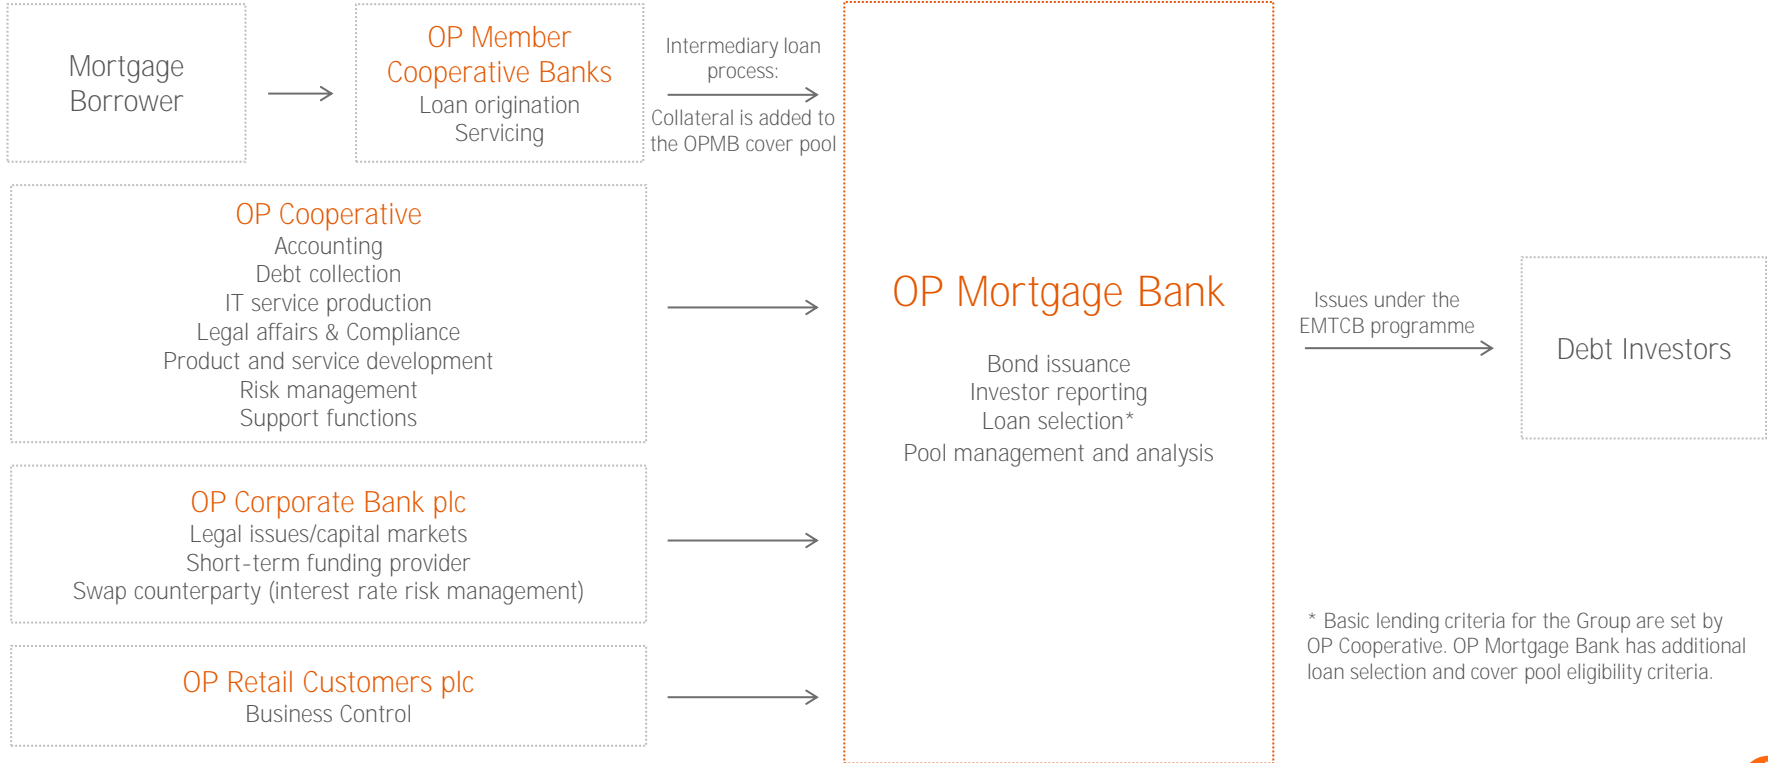 Mortgage
Borrower
OP Member
Cooperative Banks
Loan origination
Servicing
Intermediary loan
process:
Collateral is added to
the OPMB cover pool
OP Cooperative
Accounting
Debt collection
IT service production
Legal affairs & Compliance
Product and service development
Risk management
Support functions
OP Corporate Bank plc
Legal issues/capital markets
Short-term funding provider
Swap counterparty (interest rate risk management)
OP Retail Customers plc
Business Control
OP Mortgage Bank
Bond issuance
Investor reporting
Loan selection*
Pool management and analysis
Issues under the
EMTCB programme
Debt Investors
* Basic lending criteria for the Group are set by
OP Cooperative. OP Mortgage Bank has additional
loan selection and cover pool eligibility criteria.